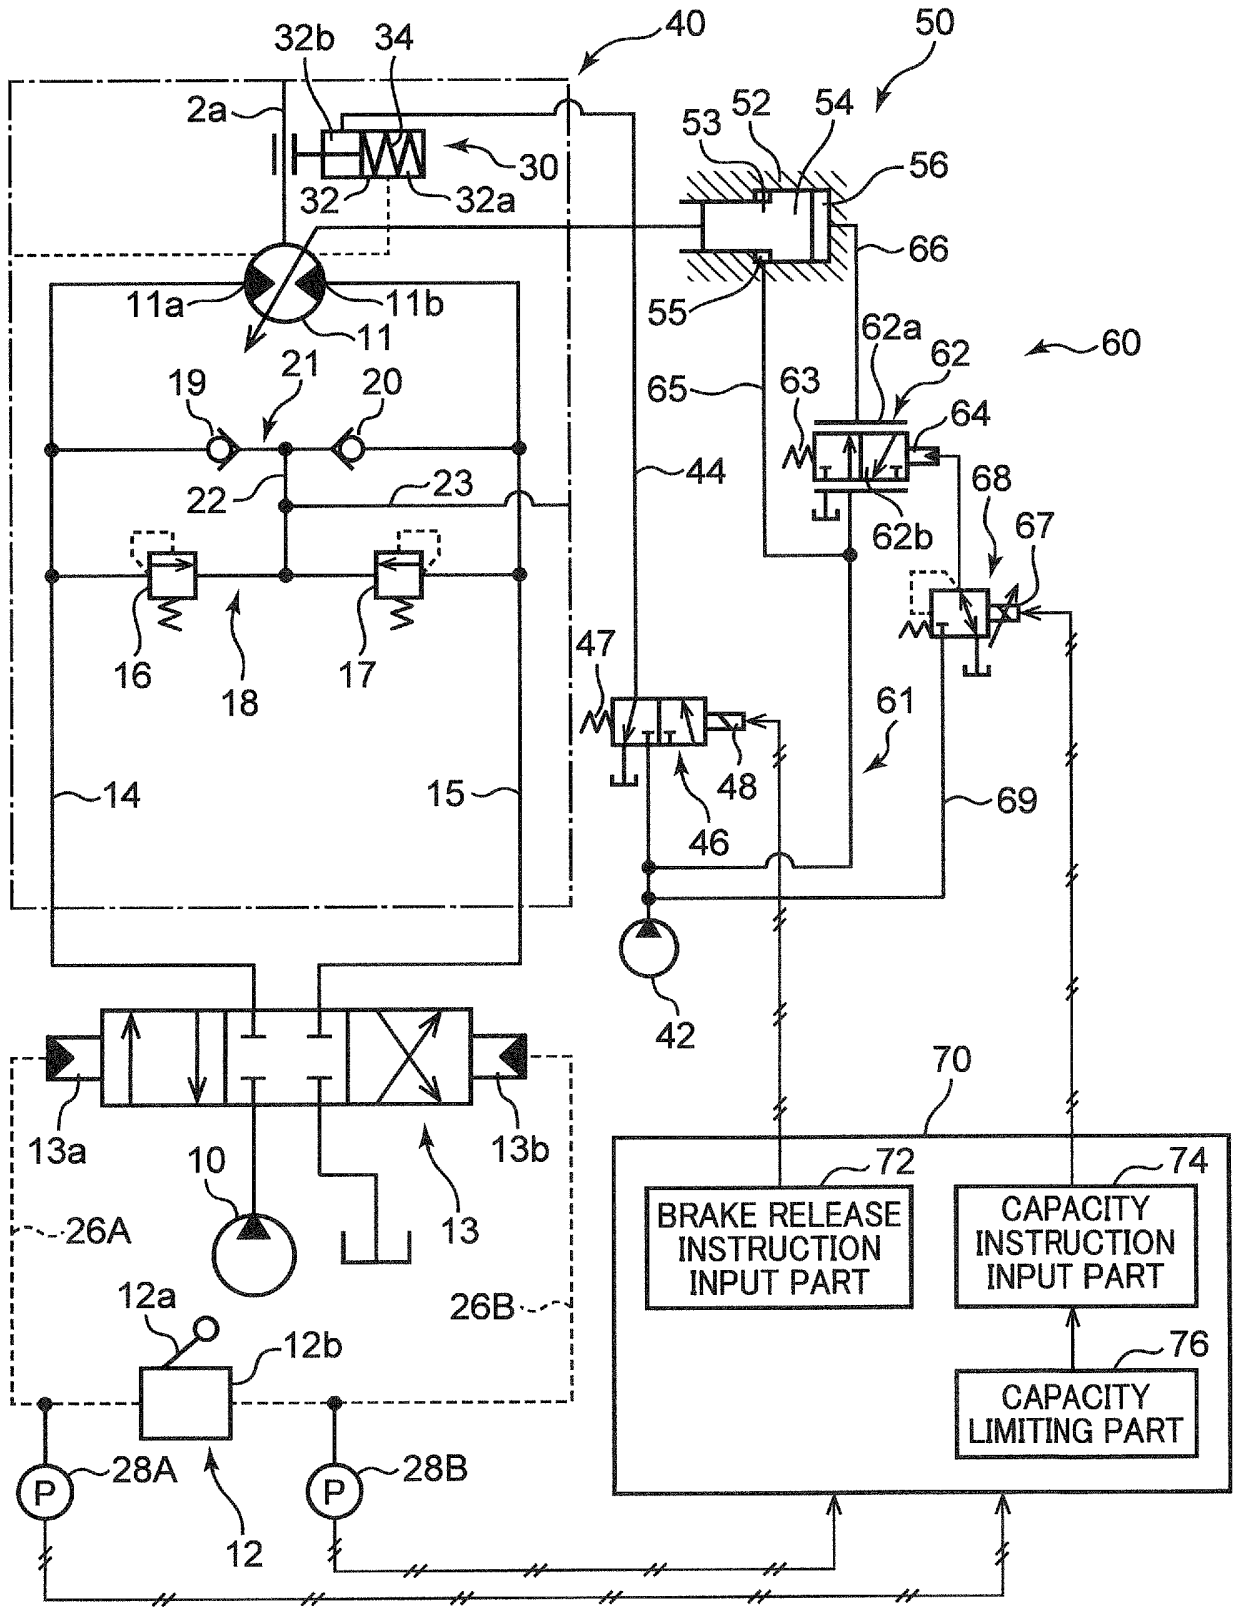 40
50
32b
34
2a
52
54
53
30
56
32
32a
66
11a
11b
55
11
62a
60
21
62
63
19
20
65
64
44
23
68
22
67
62b
16
17
47
18
61
48
14
15
69
46
42
70
13a
13b
10
72
74
BRAKE RELEASE
INSTRUCTION
INPUT PART
CAPACITY
INSTRUCTION
INPUT PART
13
26A
12a
26B
12b
76
CAPACITY
LIMITING PART
28A
28B
P
P
12